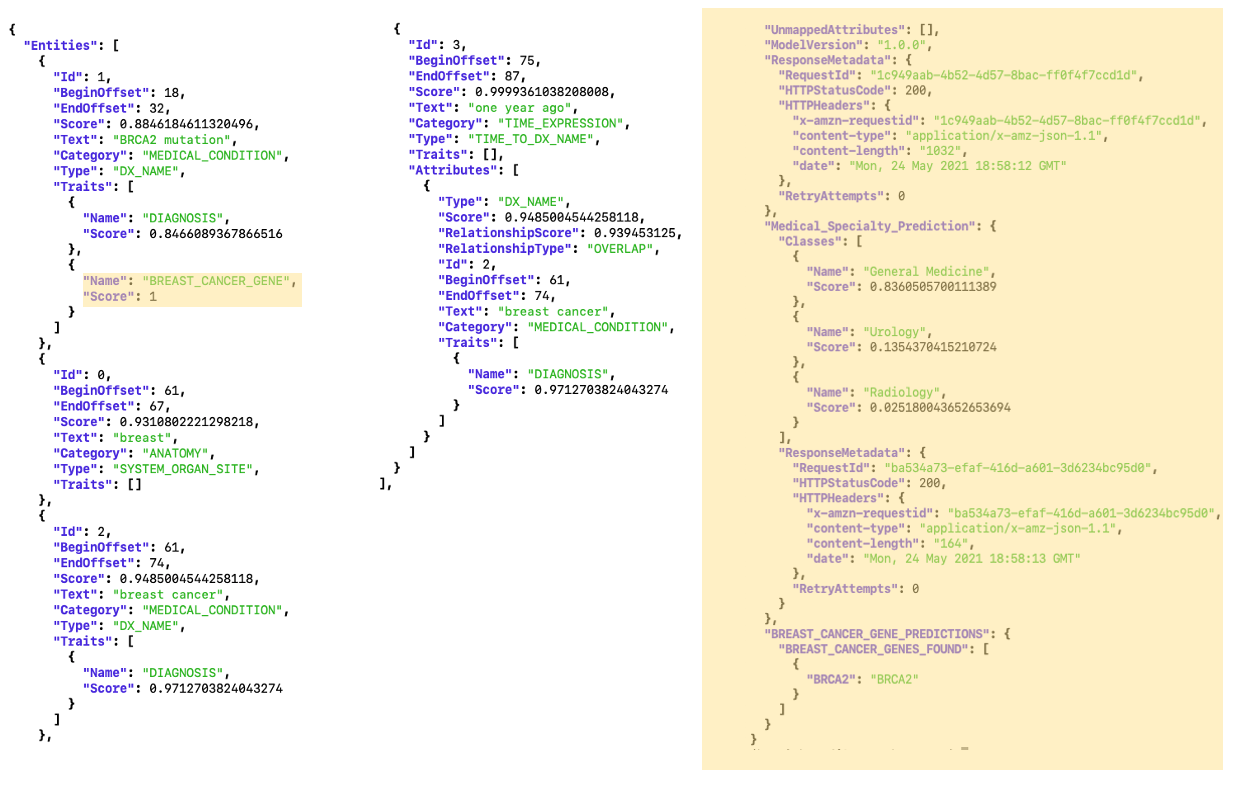 {
"Entities": [
{
"Id": 1,
"BeginOffset": 18,
"EndOffset": 32,
"Score": 0.8846184611320496,
"Text": "BRCA2 mutation",
"Category": "MEDICAL_CONDITION",
"Type": "DX_NAME",
"Traits": [
{
"Name": "DIAGNOSIS",
"Score": 0.8466089367866516
},
{
"Name": "BREAST_CANCER_GENE",
"Score": 1
}
]
},
{
"Id": 0,
"BeginOffset": 61,
"EndOffset": 67,
"Score": 0.9310802221298218,
"Text": "breast",
"Category": "ANATOMY",
"Type": "SYSTEM_ORGAN_SITE",
"Traits": []
},
{
"Id": 2,
"BeginOffset": 61,
"EndOffset": 74,
"Score": 0.9485004544258118,
"Text": "breast cancer",
"Category": "MEDICAL_CONDITION",
"Type": "DX_NAME",
"Traits": [
{
"Name": "DIAGNOSIS",
"Score": 0.9712703824043274
}
]
},
{
"Id": 3,
"BeginOffset": 75,
"EndOffset": 87,
"Score": 0.9999361038208008,
"Text": "one year ago",
"Category": "TIME_EXPRESSION",
"Type": "TIME_TO_DX_NAME",
"Traits": [],
"Attributes": [
{
"Type": "DX_NAME",
"Score": 0.9485004544258118,
"RelationshipScore": 0.939453125,
"RelationshipType": "OVERLAP",
"Id": 2,
"BeginOffset": 61,
"EndOffset": 74,
"Text": "breast cancer",
"Category": "MEDICAL_CONDITION",
"Traits": [
{
"Name": "DIAGNOSIS",
"Score": 0.9712703824043274
}
]
}
]
}
],
"UnmappedAttributes": [],
"ModelVersion": "1.0.0",
"ResponseMetadata": {
"RequestId": "1c949aab-4b52-4d57-8bac-ff0f4f7ccd1d",
"HTTPStatusCode": 200,
"HTTPHeaders": {
"x-amzn-requestid": "1c949aab-4b52-4d57-8bac-ff0f4f7ccd1d",
"content-type": "application/x-amz-json-1.1",
"content-length": "1032",
"date": "Mon, 24 May 2021 18:58:12 GMT"
},
"RetryAttempts": 0
},
"Medical_Specialty_Prediction": {
"Classes": [
{
"Name": "General Medicine",
"Score": 0.8360505700111389
},
{
"Name": "Urology",
"Score": 0.1354370415210724
},
{
"Name": "Radiology",
"Score": 0.025180043652653694
}
],
"ResponseMetadata": {
"RequestId": "ba534a73-efaf-416d-a601-3d6234bc95d0",
"HTTPStatusCode": 200,
"HTTPHeaders": {
"x-amzn-requestid": "ba534a73-efaf-416d-a601-3d6234bc95d0",
"content-type": "application/x-amz-json-1.1",
"content-length": "164",
"date": "Mon, 24 May 2021 18:58:13 GMT"
},
"RetryAttempts": 0
}
},
"BREAST_CANCER_GENE_PREDICTIONS": {
"BREAST_CANCER_GENES_FOUND": [
{
"BRCA2": "BRCA2"
}
]
}
}